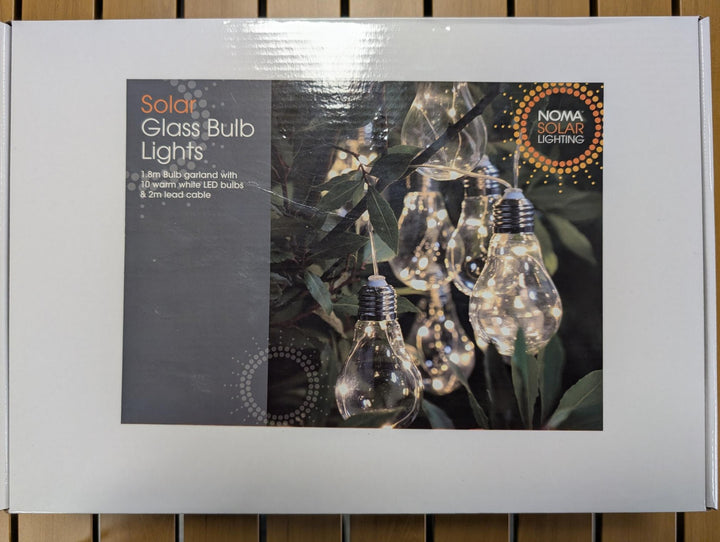 Solar
Glass Bulb
Lights
1.8m Bulb garland with
10 warm white LED bulbs
& 2m lead cable
NOMA
SOLAR
LIGHTING